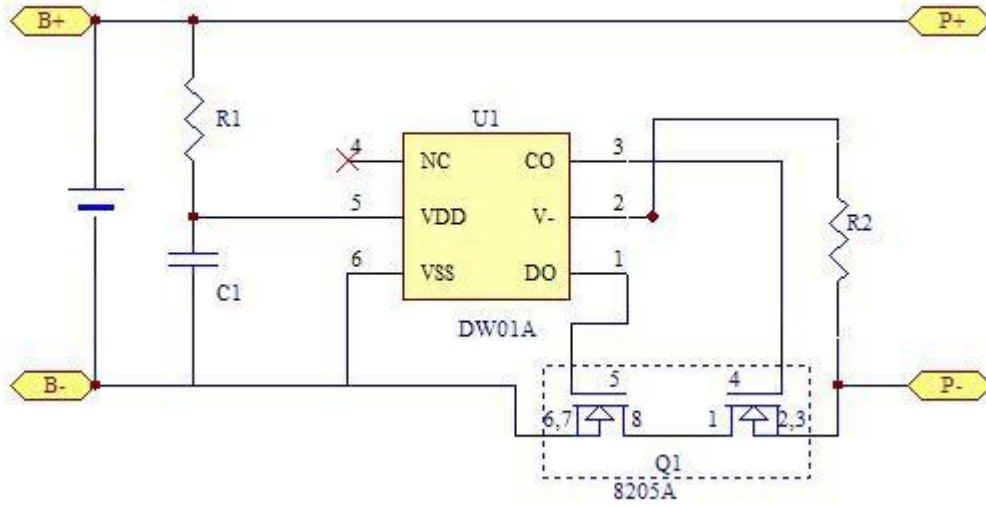 B+
P+
R1
U1
4
NC
CO
3
5
VDD
V-
2
R2
6
VSS
DO
1
C1
DW01A
B-
P-
5
4
6,7
8
1
2,3
Q1
8205A